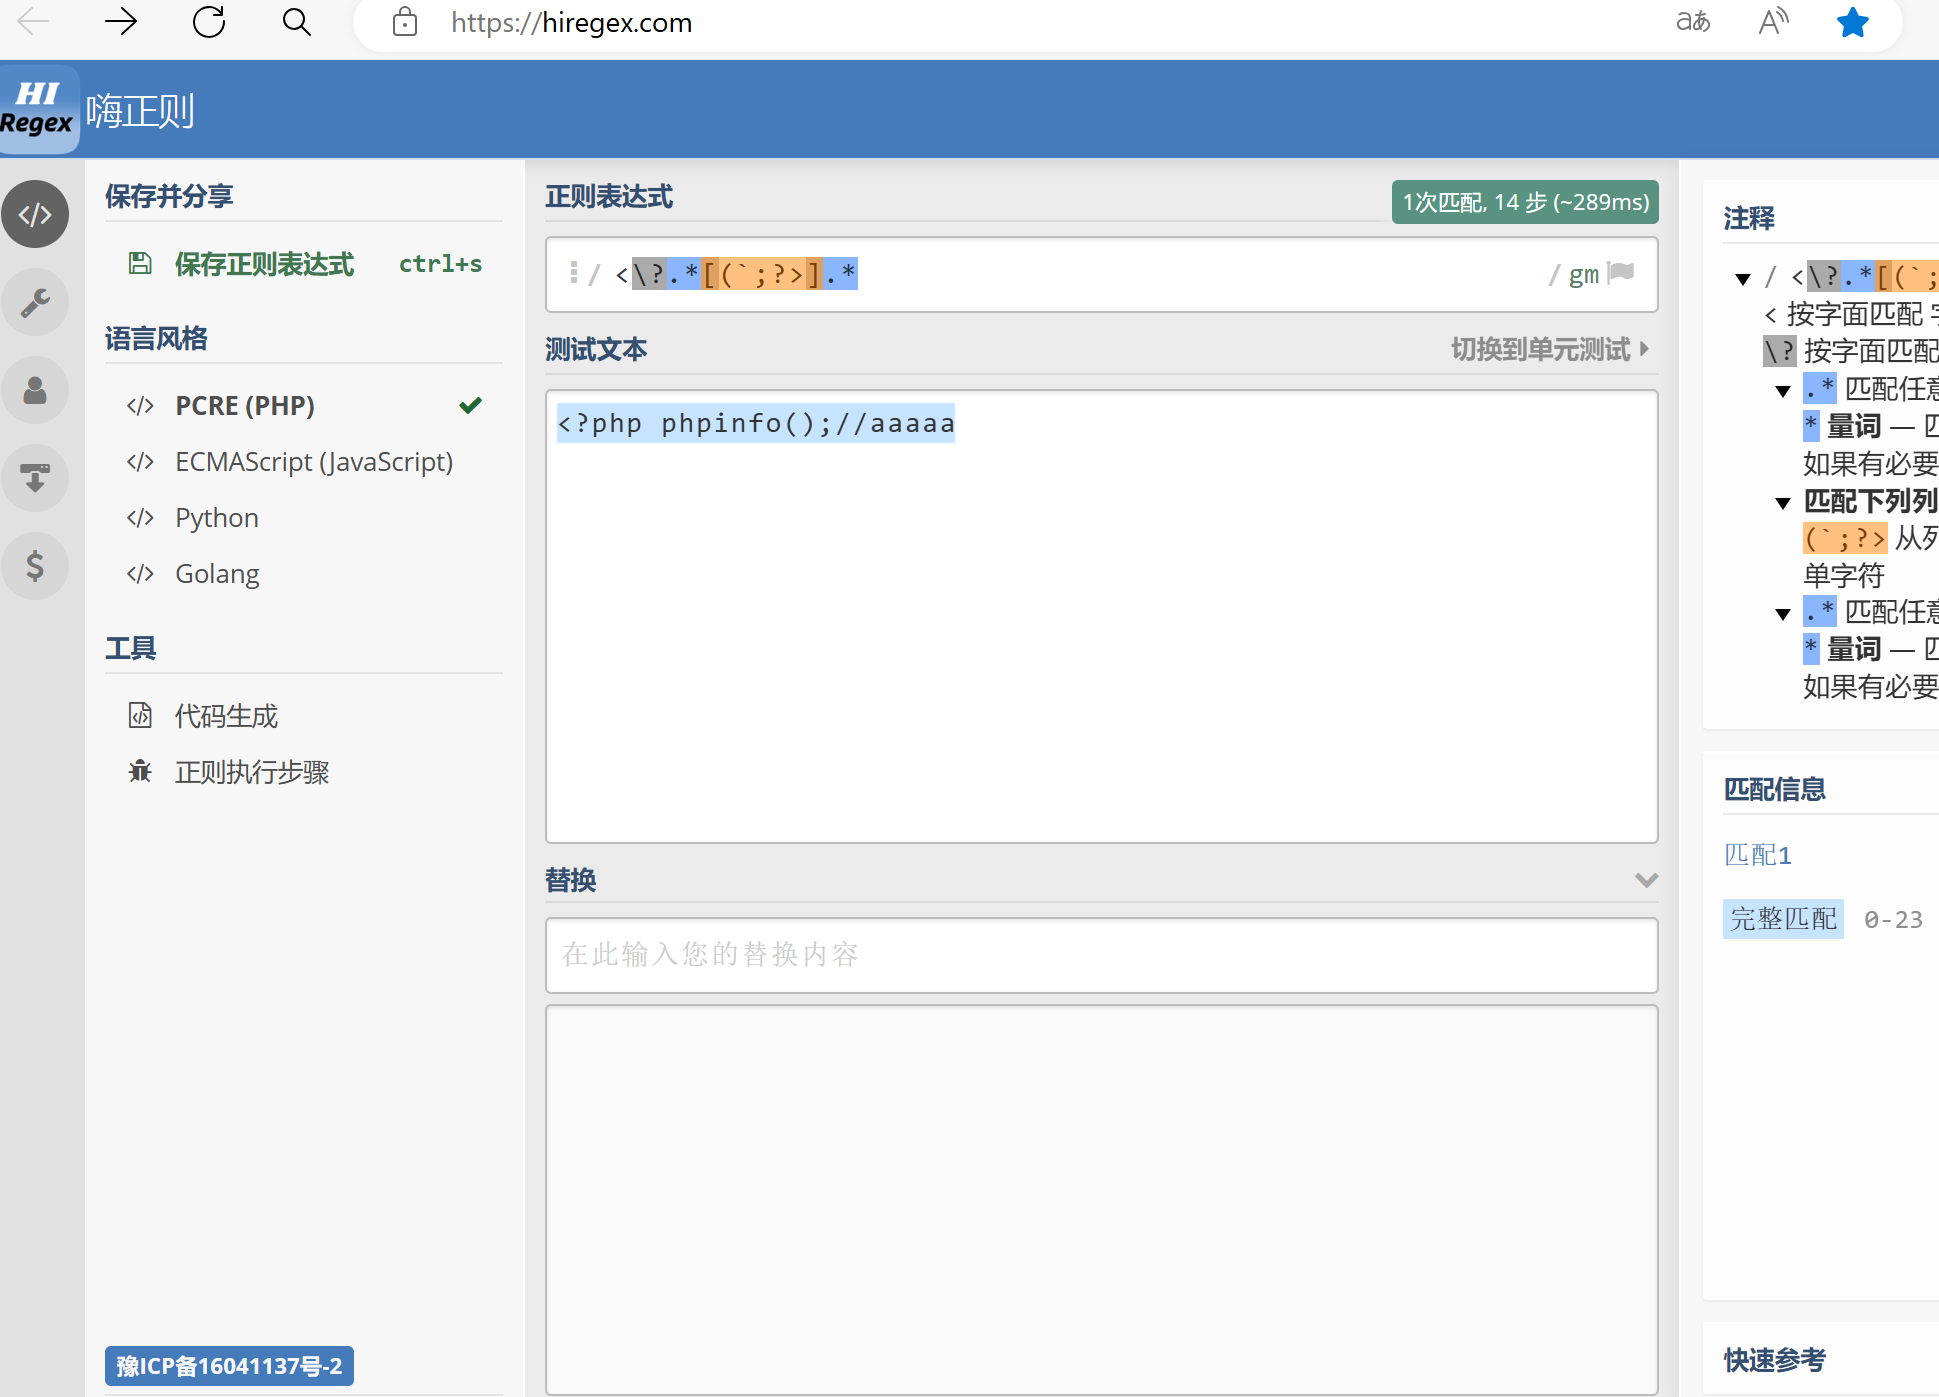 https://hiregex.com
aあ
A
HI
Regex
嗨正则
保存并分享
保存正则表达式 ctrl+s
语言风格
</> PCRE (PHP)
</> ECMAScript (JavaScript)
</> Python
</> Golang
工具
代码生成
正则执行步骤
豫ICP备16041137号-2
正则表达式
1次匹配, 14 步 (~289ms)
/ <\?.*[(`;?>].* / gm
测试文本
切换到单元测试
<?php phpinfo();//aaaaa
替换
在此输入您的替换内容
注释
/ <\?.*[(`;
< 按字面匹配
\? 按字面匹配
.* 匹配任意
* 量词 — 匹
如果有必要
匹配下列列
(`;?> 从列
单字符
.* 匹配任意
* 量词 — 匹
如果有必要
匹配信息
匹配1
完整匹配 0-23
快速参考